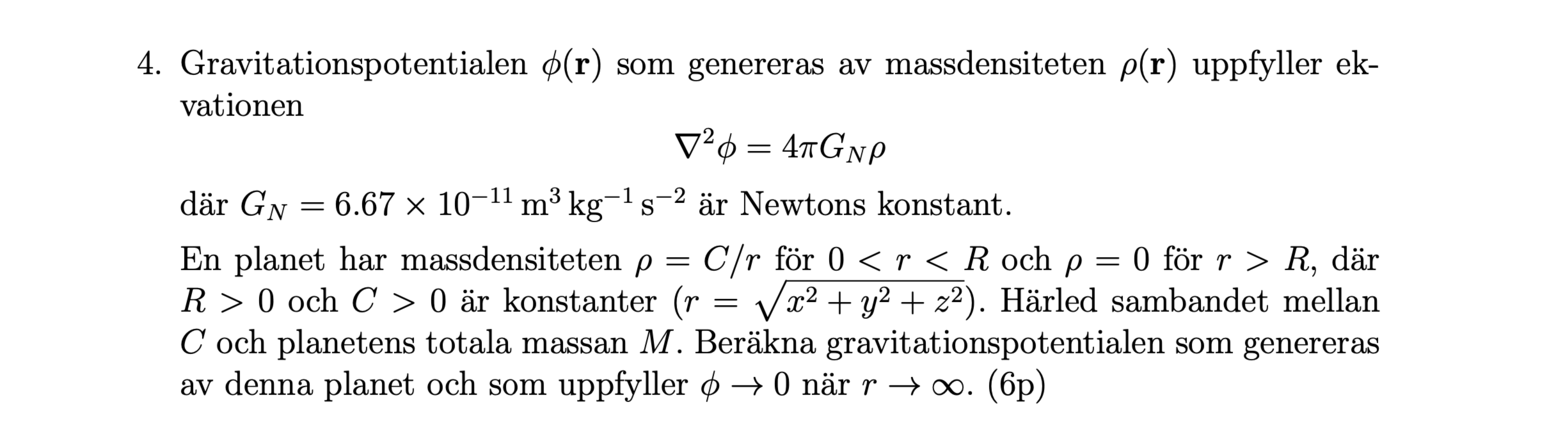 4. Gravitationspotentialen ϕ(r) som genereras av massdensiteten ρ(r) uppfyller ek-
vationen
∇²ϕ = 4πG_Nρ
där G_N = 6.67 × 10⁻¹¹ m³ kg⁻¹ s⁻² är Newtons konstant.
En planet har massdensiteten ρ = C/r för 0 < r < R och ρ = 0 för r > R, där
R > 0 och C > 0 är konstanter (r = √(x² + y² + z²)). Härled sambandet mellan
C och planetens totala massan M. Beräkna gravitationspotentialen som genereras
av denna planet och som uppfyller ϕ → 0 när r → ∞. (6p)